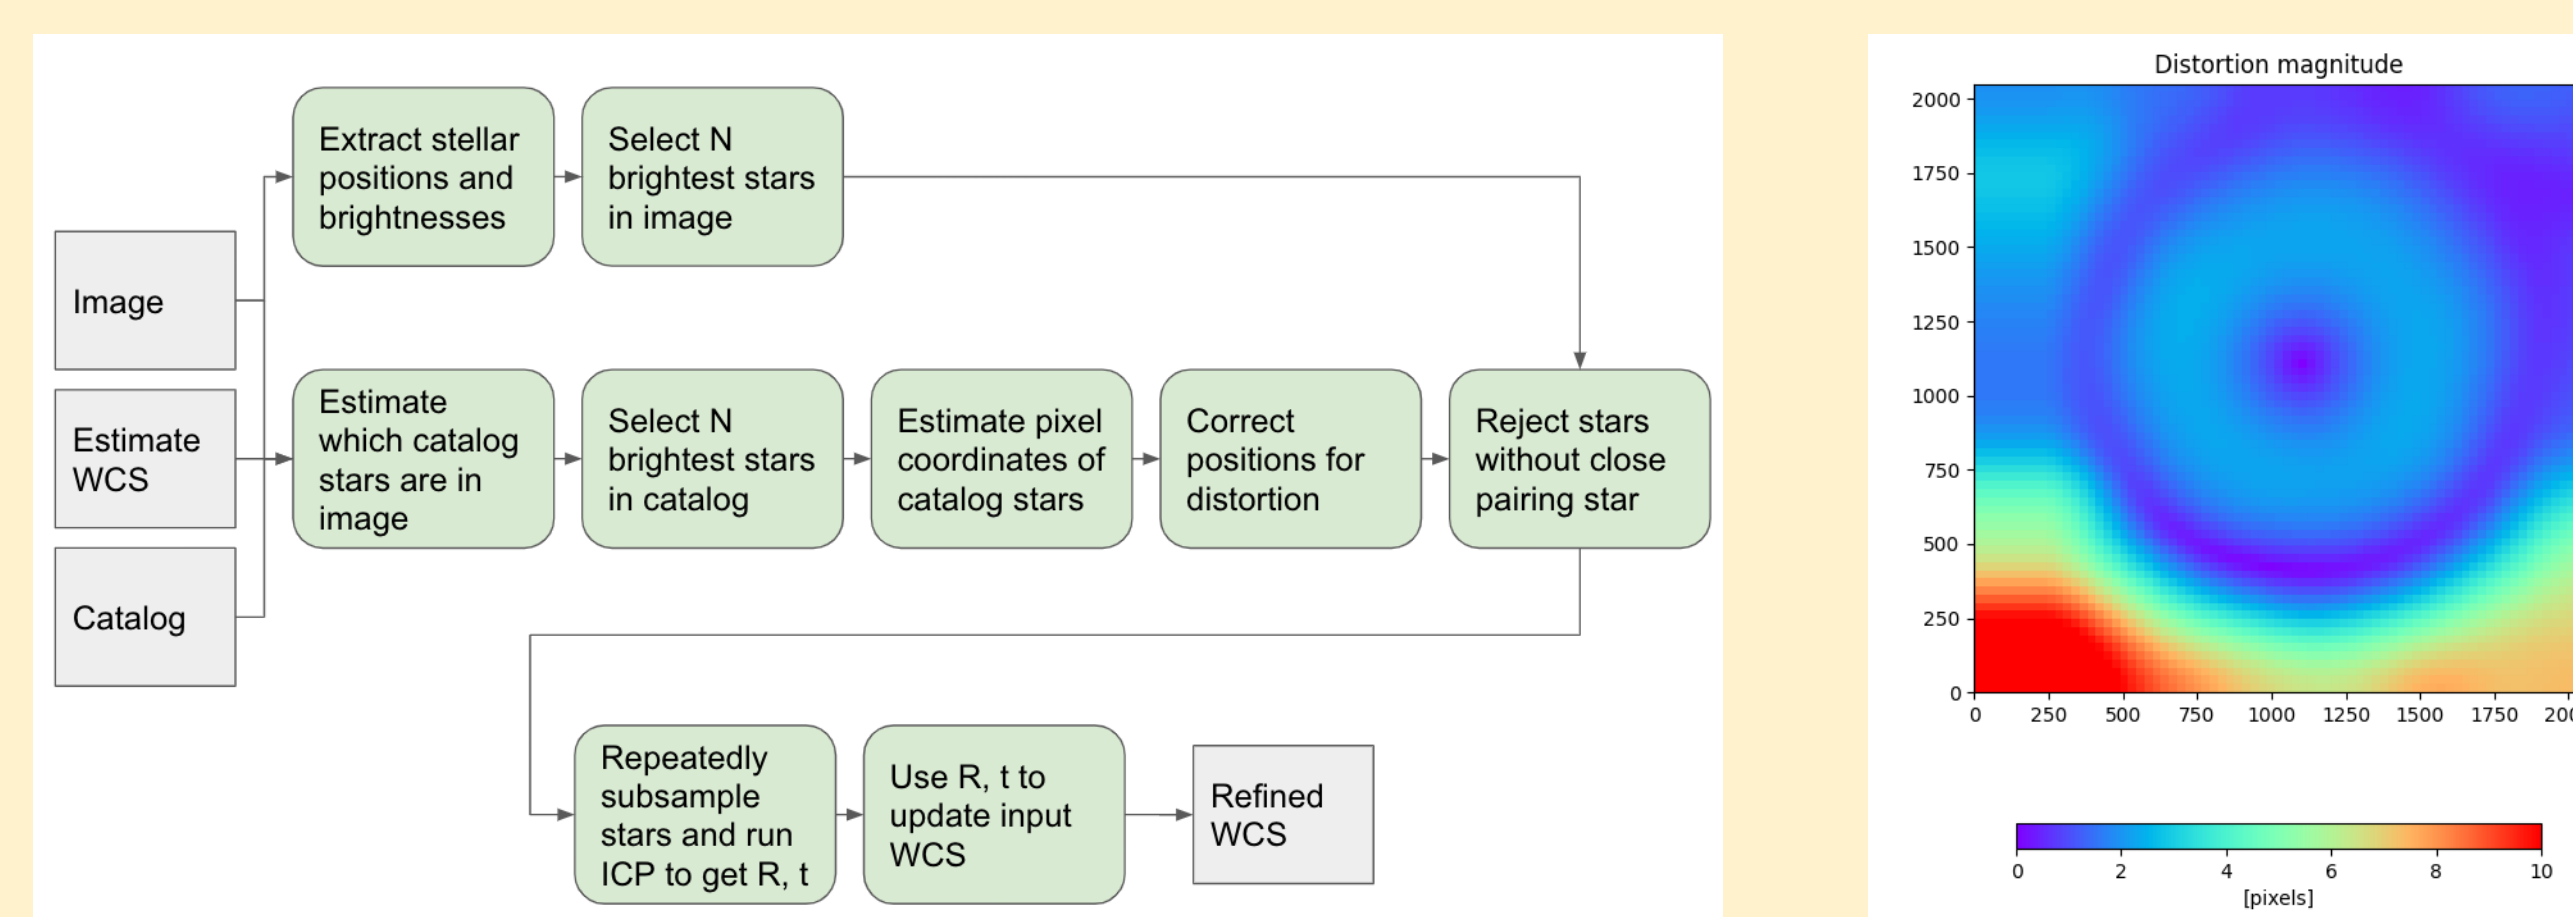 Extract stellar
positions and
brightnesses
Select N
brightest stars
in image
Image
Estimate
WCS
Catalog
Estimate
which catalog
stars are in
image
Select N
brightest stars
in catalog
Estimate pixel
coordinates of
catalog stars
Correct
positions for
distortion
Reject stars
without close
pairing star
Repeatedly
subsample
stars and run
ICP to get R, t
Use R, t to
update input
WCS
Refined
WCS
Distortion magnitude
2000
1750
1500
1250
1000
750
500
250
0
0 250 500 750 1000 1250 1500 1750
0 2 4 6 8 10
[pixels]